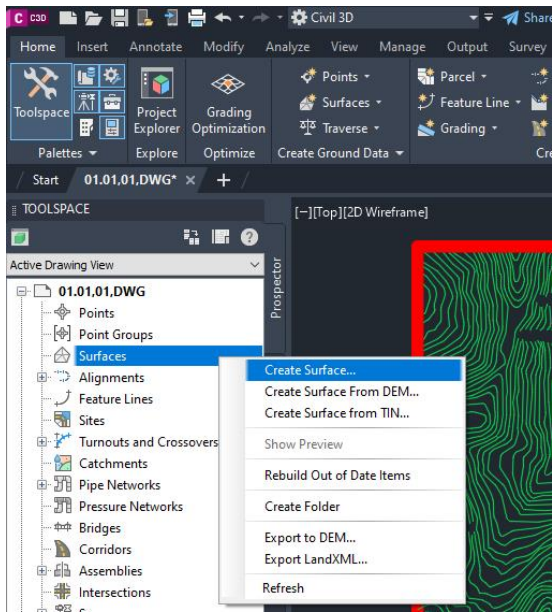 C C3D Civil 3D Share
Home Insert Annotate Modify Analyze View Manage Output Survey
Toolspace
Project Explorer
Grading Optimization
Points
Surfaces
Traverse
Parcel
Feature Line
Grading
Palettes Explore Optimize Create Ground Data
Start 01.01,01,DWG* × +
TOOLSPACE
[−][Top][2D Wireframe]
Active Drawing View
Prospector
01.01,01,DWG
Points
Point Groups
Surfaces
Alignments
Feature Lines
Sites
Turnouts and Crossovers
Catchments
Pipe Networks
Pressure Networks
Bridges
Corridors
Assemblies
Intersections
Create Surface...
Create Surface From DEM...
Create Surface from TIN...
Show Preview
Rebuild Out of Date Items
Create Folder
Export to DEM...
Export LandXML...
Refresh